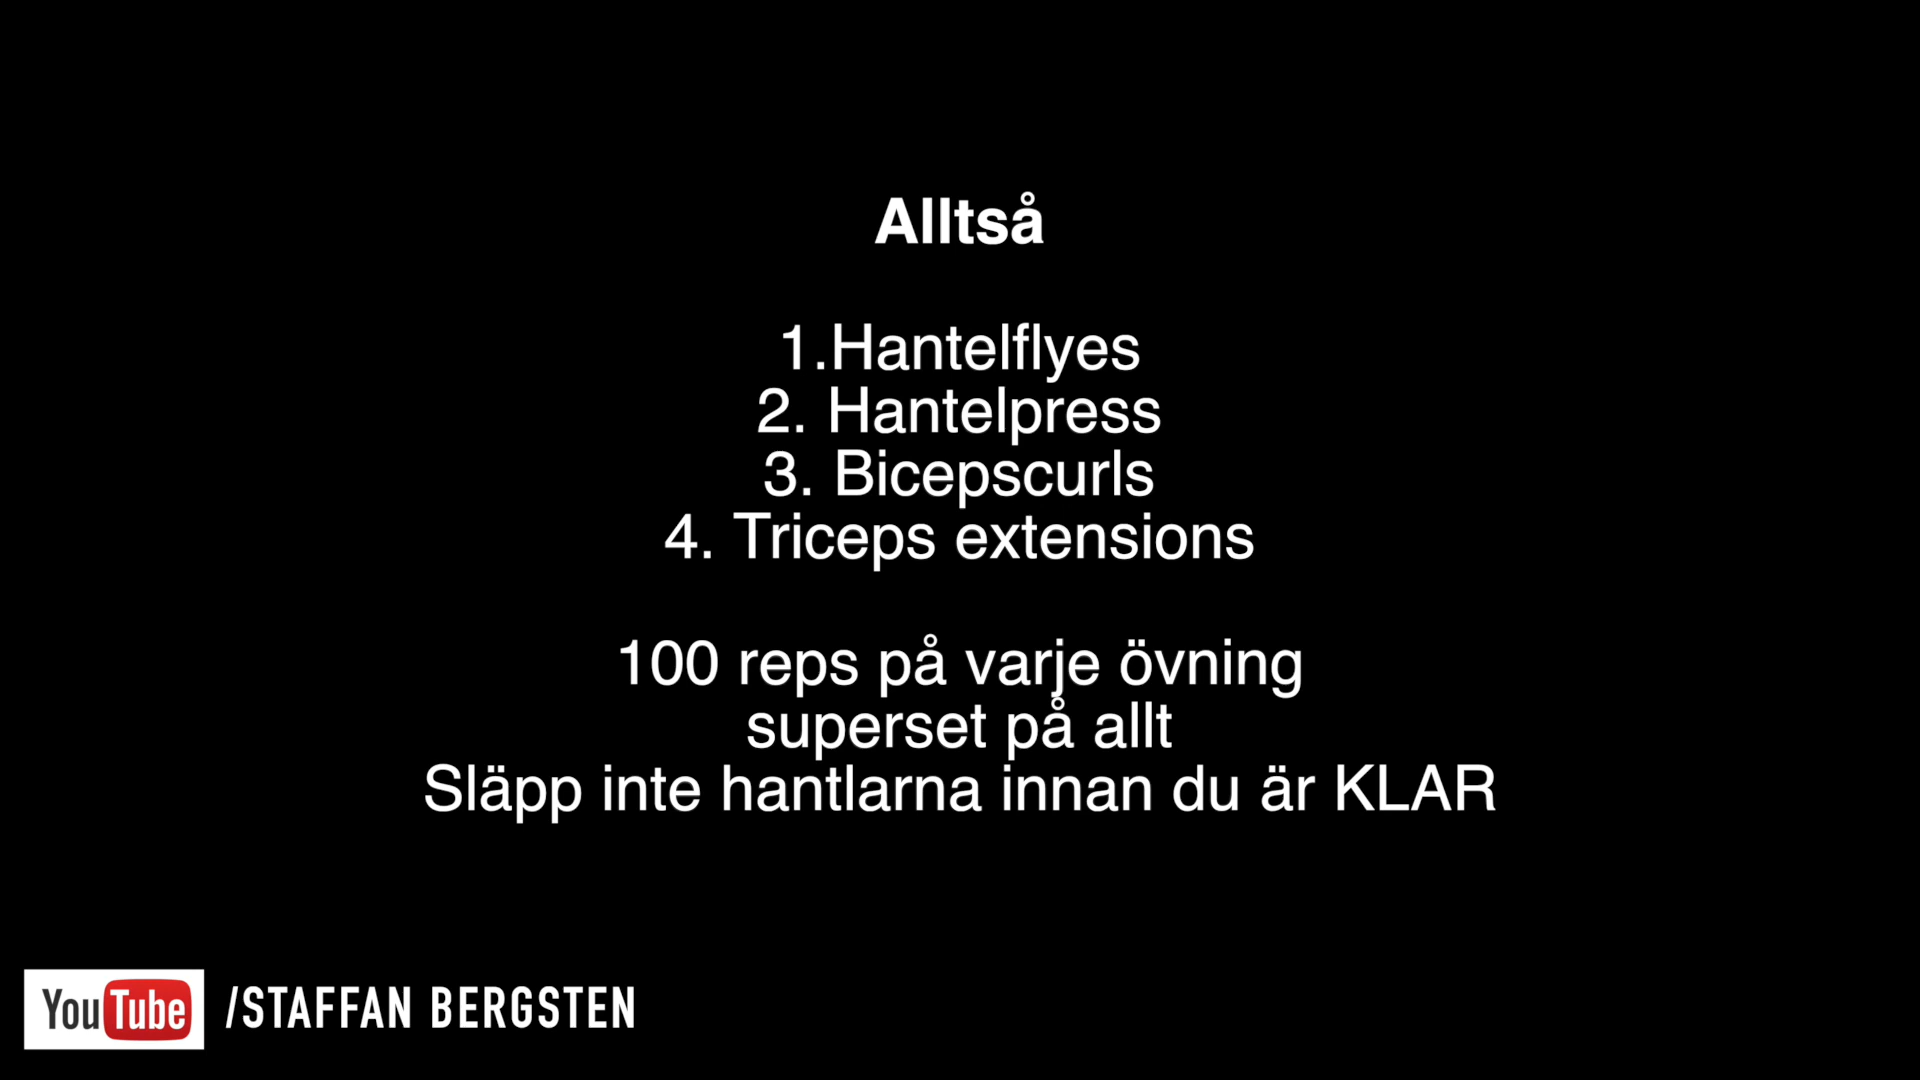 Alltså
1.Hantelflyes
2. Hantelpress
3. Bicepscurls
4. Triceps extensions
100 reps på varje övning
superset på allt
Släpp inte hantlarna innan du är KLAR
YouTube /STAFFAN BERGSTEN